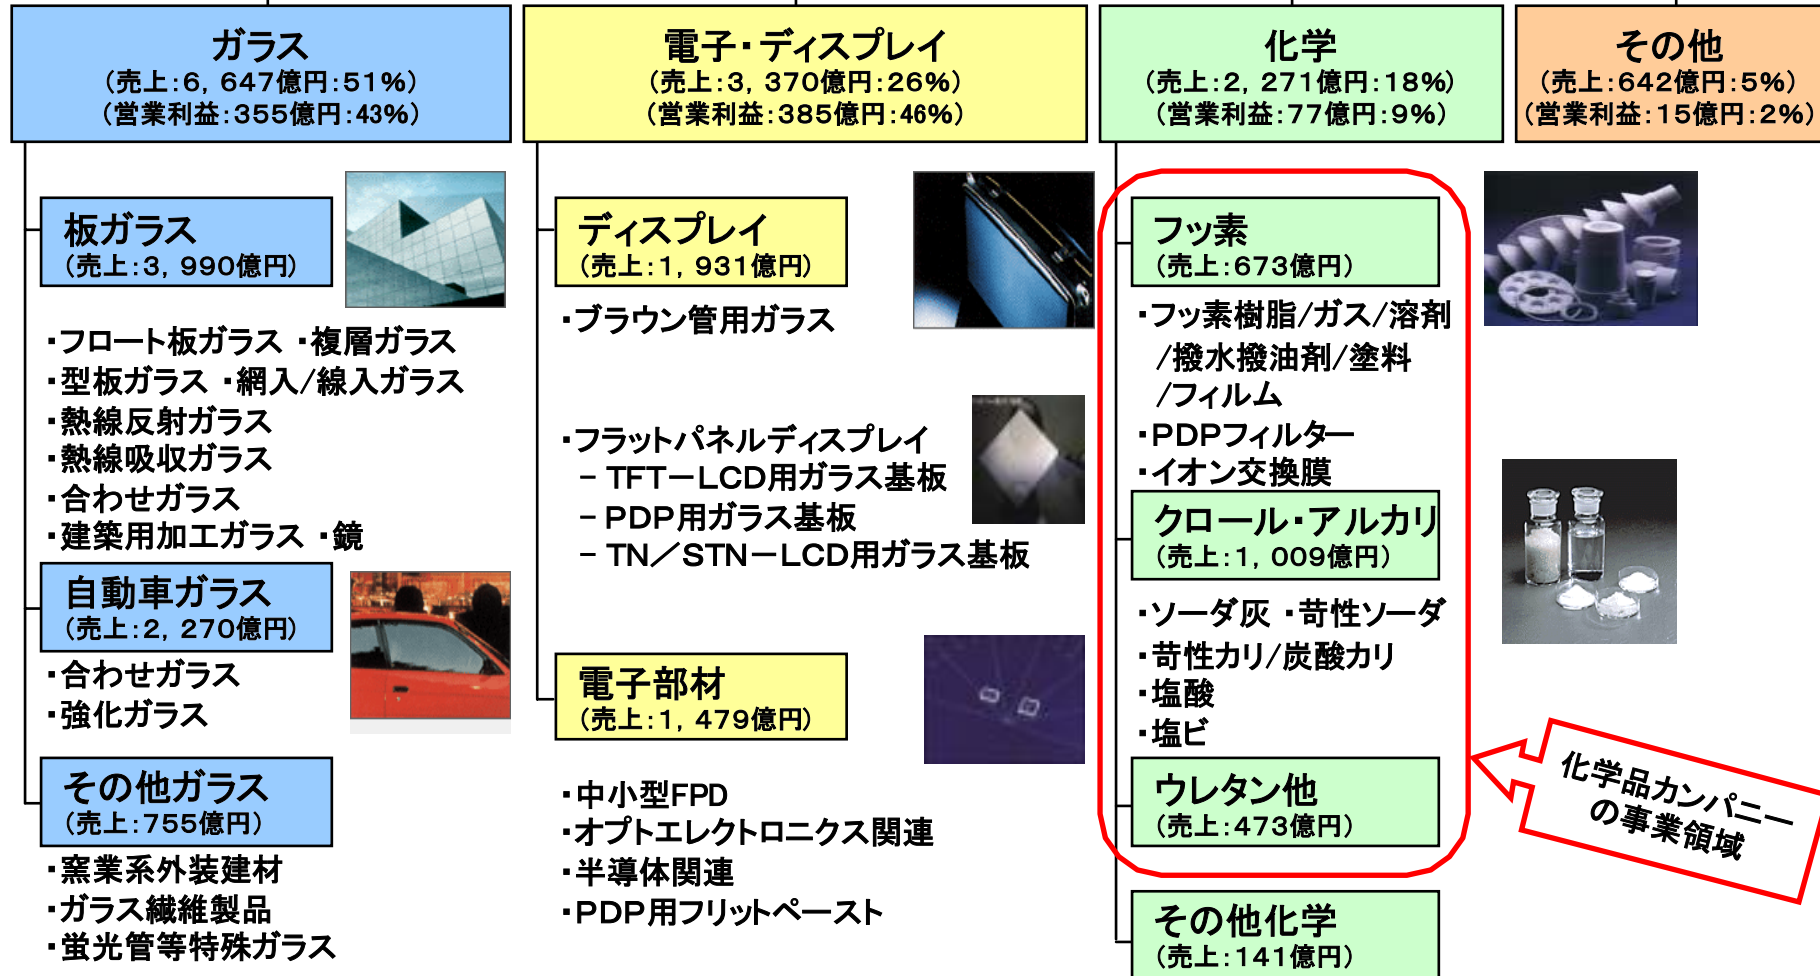 ガラス
（売上：6，647億円：51%）
（営業利益：355億円：43%）
板ガラス
（売上：3，990億円）
・フロート板ガラス ・複層ガラス
・型板ガラス ・網入/線入ガラス
・熱線反射ガラス
・熱線吸収ガラス
・合わせガラス
・建築用加工ガラス ・鏡
自動車ガラス
（売上：2，270億円）
・合わせガラス
・強化ガラス
その他ガラス
（売上：755億円）
・窯業系外装建材
・ガラス繊維製品
・蛍光管等特殊ガラス
電子・ディスプレイ
（売上：3，370億円：26%）
（営業利益：385億円：46%）
ディスプレイ
（売上：1，931億円）
・ブラウン管用ガラス
・フラットパネルディスプレイ
－TFT－LCD用ガラス基板
－PDP用ガラス基板
－TN／STN－LCD用ガラス基板
電子部材
（売上：1，479億円）
・中小型FPD
・オプトエレクトロニクス関連
・半導体関連
・PDP用フリットペースト
化学
（売上：2，271億円：18%）
（営業利益：77億円：9%）
フッ素
（売上：673億円）
・フッ素樹脂/ガス/溶剤
/撥水撥油剤/塗料
/フィルム
・PDPフィルター
・イオン交換膜
クロール・アルカリ
（売上：1，009億円）
・ソーダ灰 ・苛性ソーダ
・苛性カリ/炭酸カリ
・塩酸
・塩ビ
ウレタン他
（売上：473億円）
その他化学
（売上：141億円）
その他
（売上：642億円：5%）
（営業利益：15億円：2%）
化学品カンパニー
の事業領域